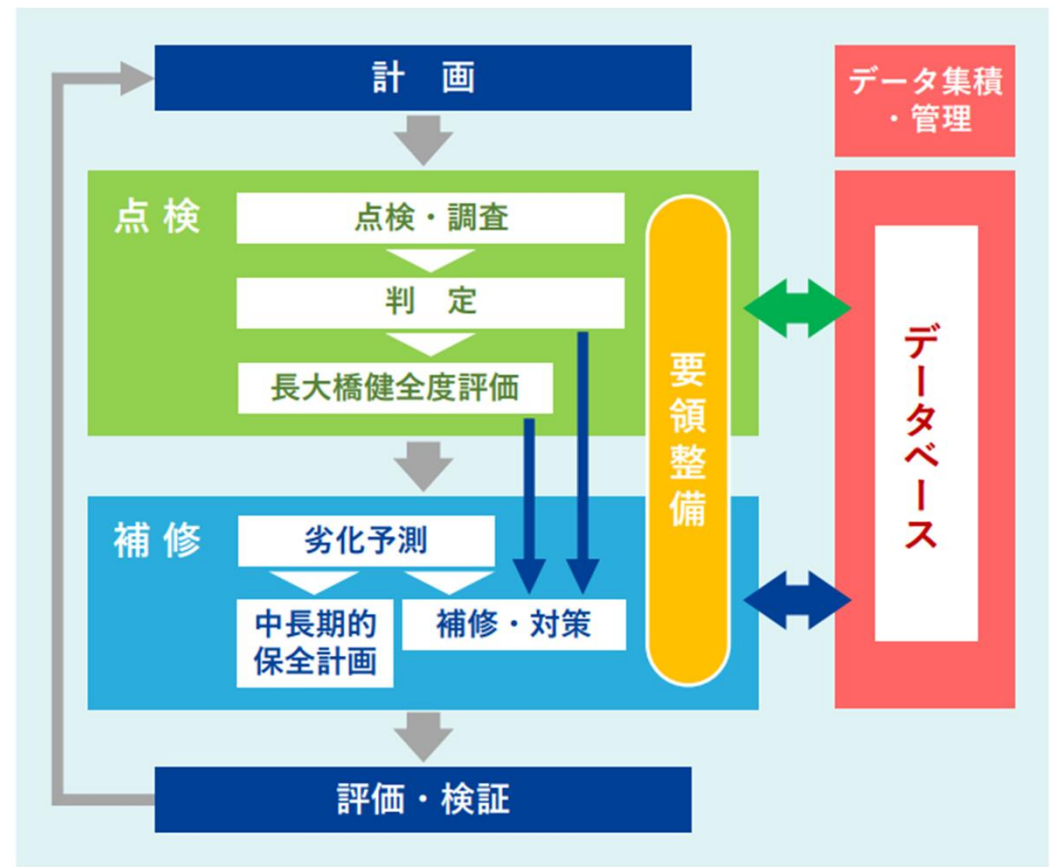 計　画
データ集積
・管理
点 検
点検・調査
判　定
長大橋健全度評価
要領整備
データベース
補 修
劣化予測
中長期的
保全計画
補修・対策
評価・検証